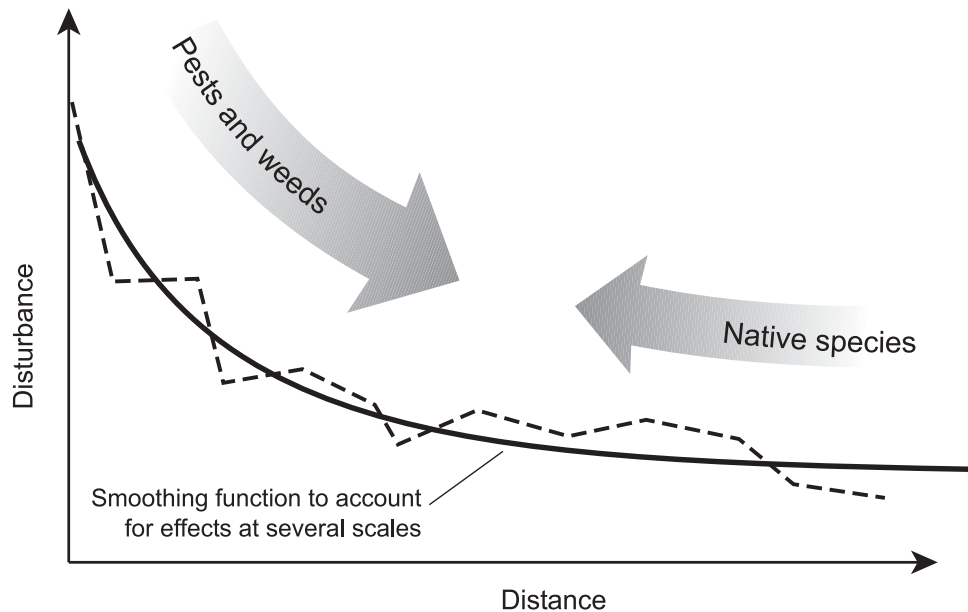 Pests and weeds
Native species
Disturbance
Smoothing function to account
for effects at several scales
Distance